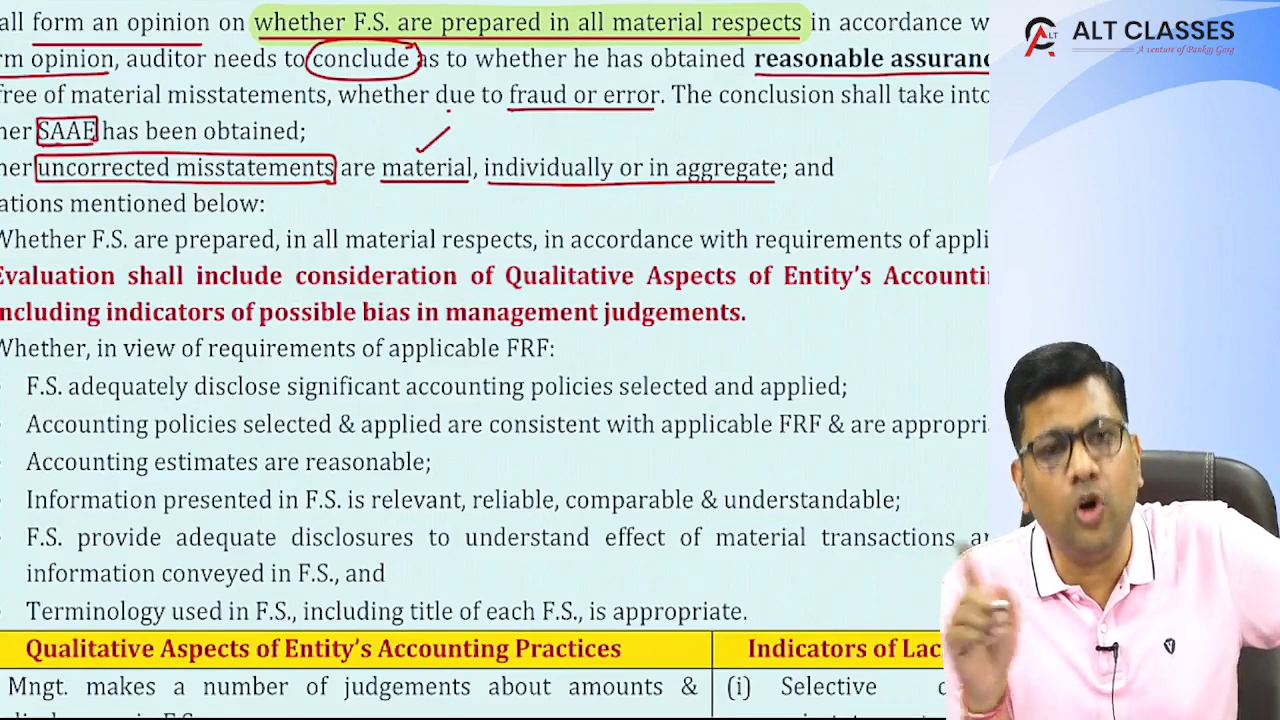 all form an opinion on whether F.S. are prepared in all material respects in accordance w
rm opinion, auditor needs to conclude as to whether he has obtained reasonable assuranc
free of material misstatements, whether due to fraud or error. The conclusion shall take into
her SAAE has been obtained;
her uncorrected misstatements are material, individually or in aggregate; and
ations mentioned below:
Whether F.S. are prepared, in all material respects, in accordance with requirements of appli
Evaluation shall include consideration of Qualitative Aspects of Entity's Accountin
including indicators of possible bias in management judgements.
Whether, in view of requirements of applicable FRF:
F.S. adequately disclose significant accounting policies selected and applied;
Accounting policies selected & applied are consistent with applicable FRF & are appropri
Accounting estimates are reasonable;
Information presented in F.S. is relevant, reliable, comparable & understandable;
F.S. provide adequate disclosures to understand effect of material transactions an
information conveyed in F.S., and
Terminology used in F.S., including title of each F.S., is appropriate.
Qualitative Aspects of Entity's Accounting Practices
Indicators of Lac
Mngt. makes a number of judgements about amounts &
(i) Selective
ALT
ALT CLASSES
A venture of Pankaj Garg